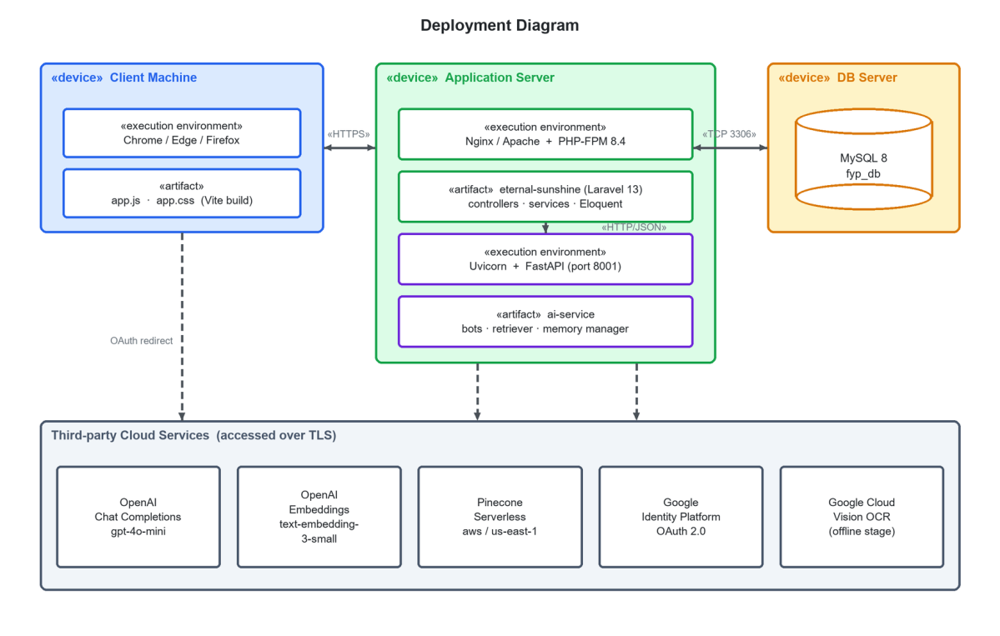 Deployment Diagram
«device» Client Machine
«execution environment»
Chrome / Edge / Firefox
«artifact»
app.js · app.css (Vite build)
«HTTPS»
«device» Application Server
«execution environment»
Nginx / Apache + PHP-FPM 8.4
«artifact» eternal-sunshine (Laravel 13)
controllers · services · Eloquent
«HTTP/JSON»
«execution environment»
Uvicorn + FastAPI (port 8001)
«artifact» ai-service
bots · retriever · memory manager
«TCP 3306»
«device» DB Server
MySQL 8
fyp_db
OAuth redirect
Third-party Cloud Services (accessed over TLS)
OpenAI
Chat Completions
gpt-4o-mini
OpenAI
Embeddings
text-embedding-
3-small
Pinecone
Serverless
aws / us-east-1
Google
Identity Platform
OAuth 2.0
Google Cloud
Vision OCR
(offline stage)